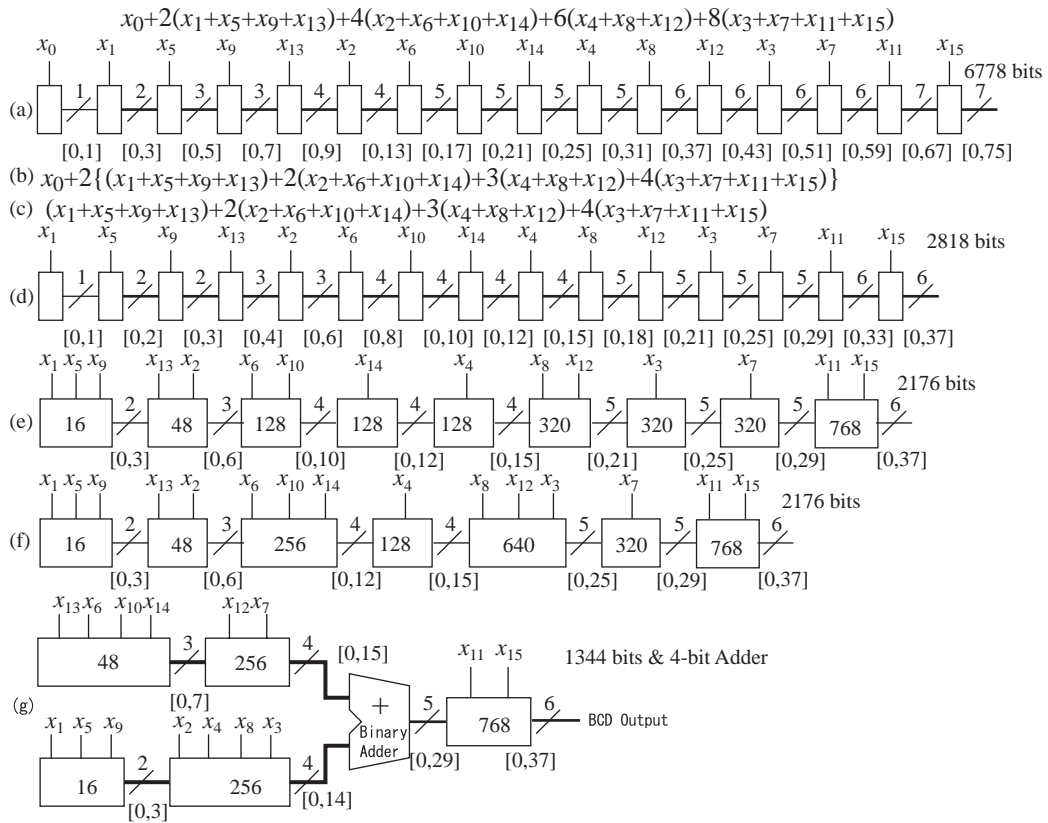 x0+2(x1+x5+x9+x13)+4(x2+x6+x10+x14)+6(x4+x8+x12)+8(x3+x7+x11+x15)
x0 x1 x5 x9 x13 x2 x6 x10 x14 x4 x8 x12 x3 x7 x11 x15
6778 bits
(a) 1 2 3 3 4 4 5 5 5 5 6 6 6 6 7 7
[0,1] [0,3] [0,5] [0,7] [0,9] [0,13] [0,17] [0,21] [0,25] [0,31] [0,37] [0,43] [0,51] [0,59] [0,67] [0,75]
(b) x0+2{(x1+x5+x9+x13)+2(x2+x6+x10+x14)+3(x4+x8+x12)+4(x3+x7+x11+x15)}
(c) (x1+x5+x9+x13)+2(x2+x6+x10+x14)+3(x4+x8+x12)+4(x3+x7+x11+x15)
x1 x5 x9 x13 x2 x6 x10 x14 x4 x8 x12 x3 x7 x11 x15
2818 bits
(d) 1 2 2 3 3 4 4 4 4 5 5 5 5 6 6
[0,1] [0,2] [0,3] [0,4] [0,6] [0,8] [0,10] [0,12] [0,15] [0,18] [0,21] [0,25] [0,29] [0,33] [0,37]
x1 x5 x9 x13 x2 x6 x10 x14 x4 x8 x12 x3 x7 x11 x15
2176 bits
(e) 16 2 48 3 128 4 128 4 128 4 320 5 320 5 320 5 768 6
[0,3] [0,6] [0,10] [0,12] [0,15] [0,21] [0,25] [0,29] [0,37]
x1 x5 x9 x13 x2 x6 x10 x14 x4 x8 x12 x3 x7 x11 x15
2176 bits
(f) 16 2 48 3 256 4 128 4 640 5 320 5 768 6
[0,3] [0,6] [0,12] [0,15] [0,25] [0,29] [0,37]
x13 x6 x10 x14 x12 x7
48 3 256 4 [0,15]
[0,7]
x11 x15
1344 bits & 4-bit Adder
(g)
+
Binary
Adder
5 768 6 BCD Output
[0,29] [0,37]
x1 x5 x9 x2 x4 x8 x3
16 2 256 4
[0,3] [0,14]